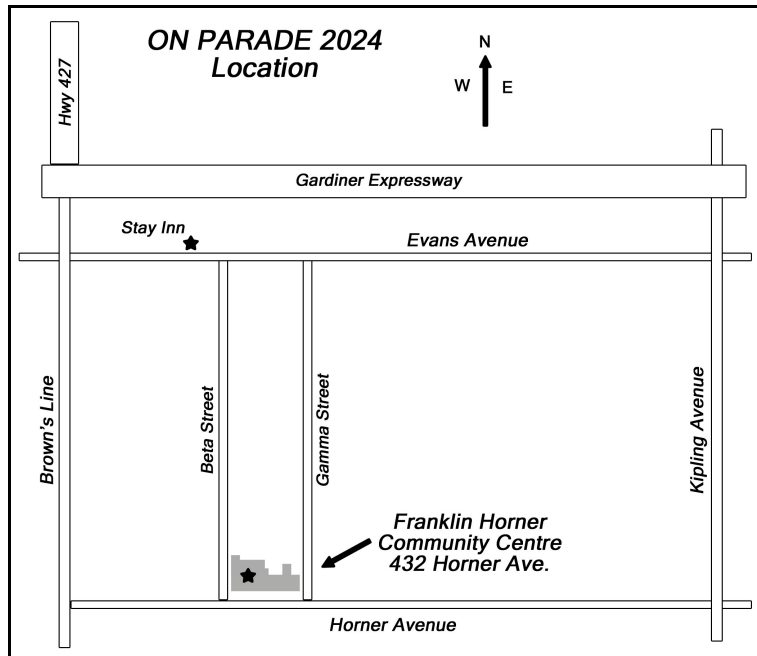 ON PARADE 2024
Location
N
W E
Hwy 427
Gardiner Expressway
Stay Inn
Evans Avenue
Brown's Line
Beta Street
Gamma Street
Kipling Avenue
Franklin Horner
Community Centre
432 Horner Ave.
Horner Avenue